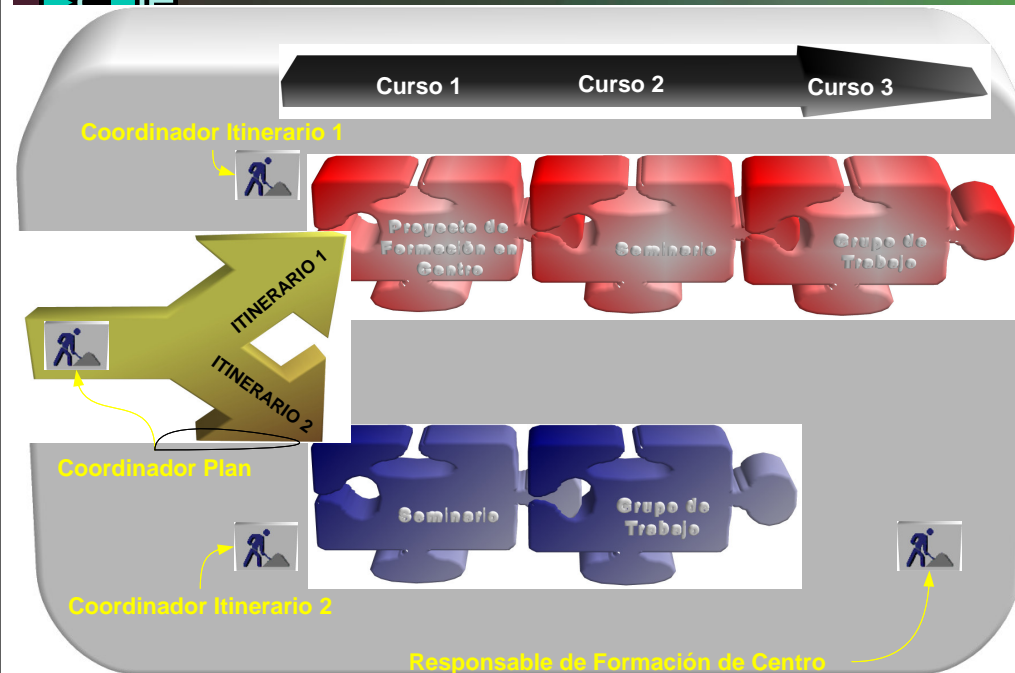 Curso 1
Curso 2
Curso 3
Coordinador Itinerario 1
Proyecto de
Formación en
Centro
Seminario
Grupo de
Trabajo
ITINERARIO 1
ITINERARIO 2
Coordinador Plan
Seminario
Grupo de
Trabajo
Coordinador Itinerario 2
Responsable de Formación de Centro